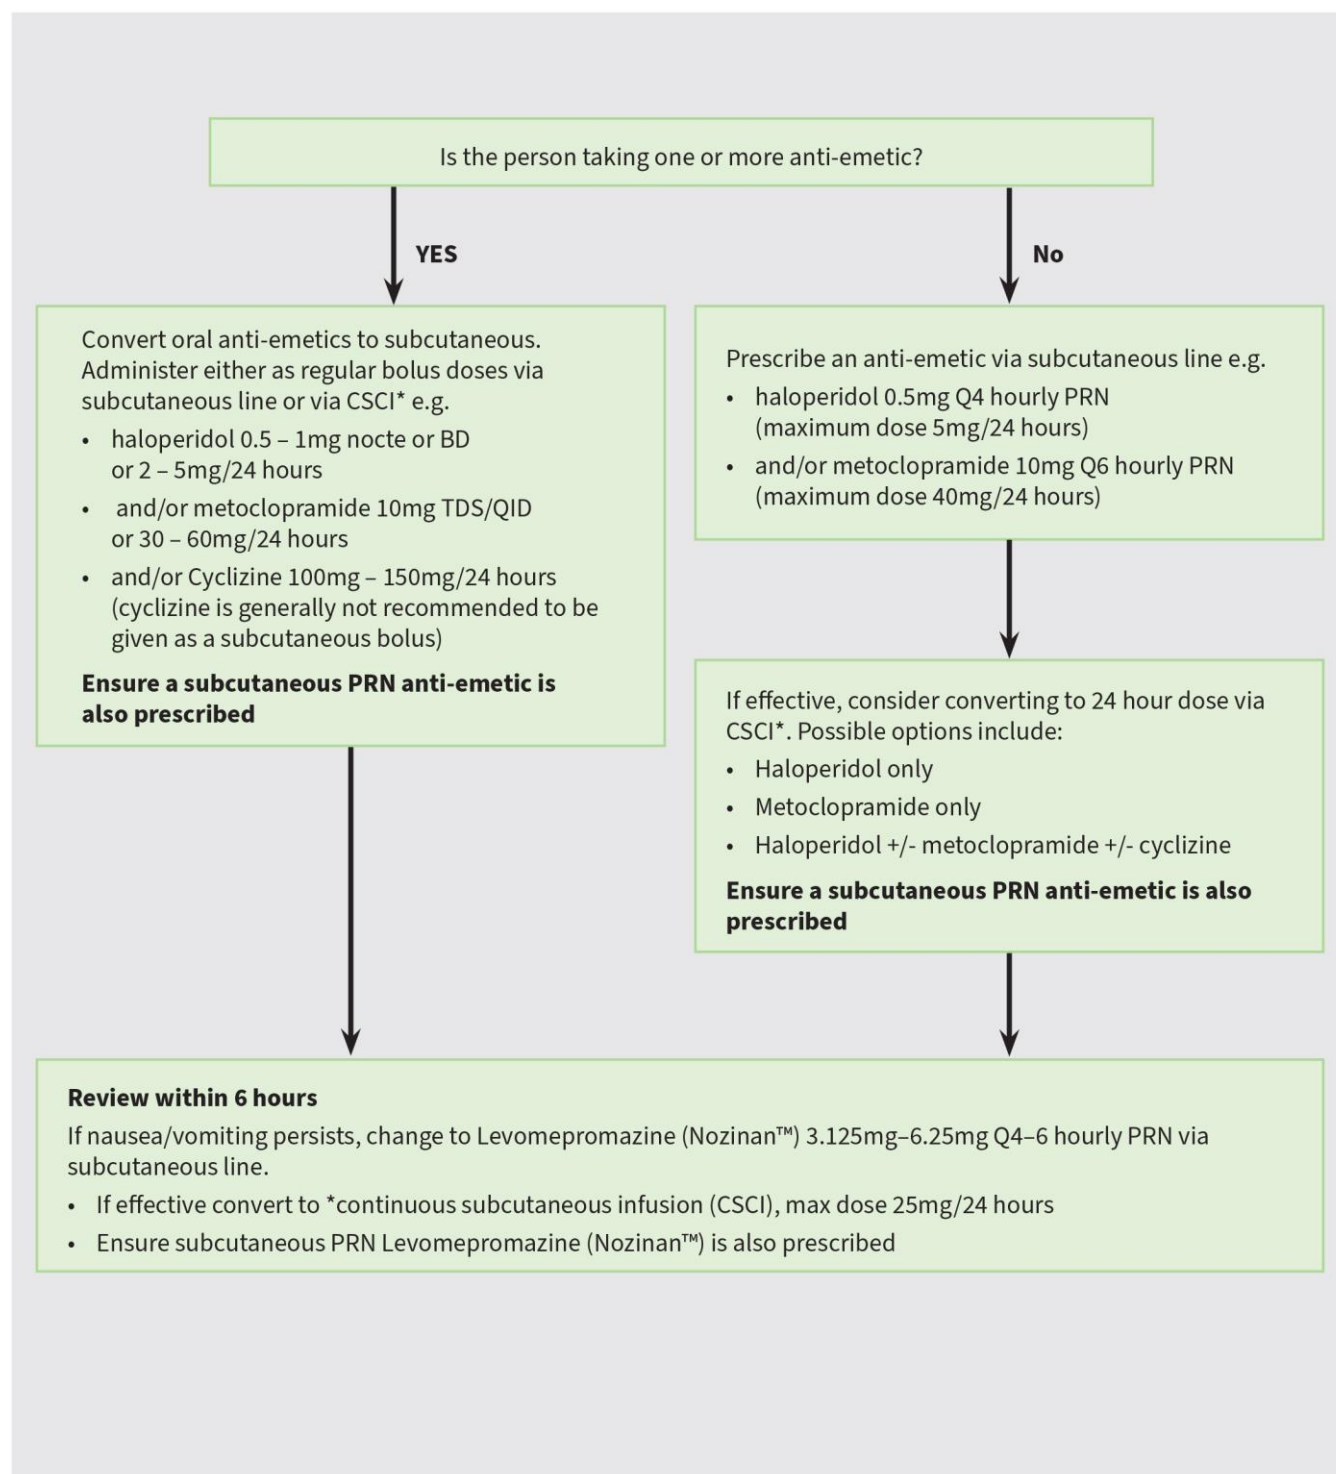 Is the person taking one or more anti-emetic?
YES
No
Convert oral anti-emetics to subcutaneous.
Administer either as regular bolus doses via
subcutaneous line or via CSCI* e.g.
• haloperidol 0.5 – 1mg nocte or BD
or 2 – 5mg/24 hours
• and/or metoclopramide 10mg TDS/QID
or 30 – 60mg/24 hours
• and/or Cyclizine 100mg – 150mg/24 hours
(cyclizine is generally not recommended to be
given as a subcutaneous bolus)
Ensure a subcutaneous PRN anti-emetic is
also prescribed
Prescribe an anti-emetic via subcutaneous line e.g.
• haloperidol 0.5mg Q4 hourly PRN
(maximum dose 5mg/24 hours)
• and/or metoclopramide 10mg Q6 hourly PRN
(maximum dose 40mg/24 hours)
If effective, consider converting to 24 hour dose via
CSCI*. Possible options include:
• Haloperidol only
• Metoclopramide only
• Haloperidol +/- metoclopramide +/- cyclizine
Ensure a subcutaneous PRN anti-emetic is also
prescribed
Review within 6 hours
If nausea/vomiting persists, change to Levomepromazine (Nozinan™) 3.125mg–6.25mg Q4–6 hourly PRN via
subcutaneous line.
• If effective convert to *continuous subcutaneous infusion (CSCI), max dose 25mg/24 hours
• Ensure subcutaneous PRN Levomepromazine (Nozinan™) is also prescribed